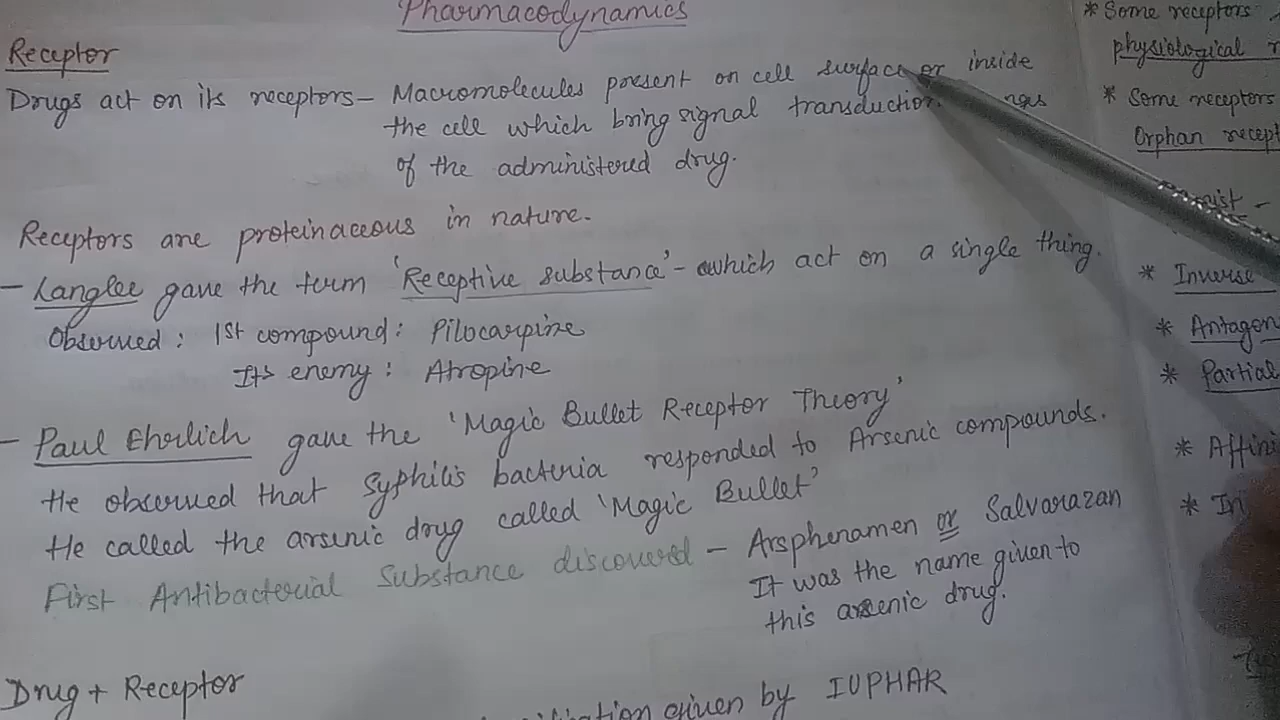 Pharmacodynamics
Receptor
Drugs act on its receptors - Macromolecules present on cell surface or inside
the cell which bring signal transduction
of the administered drug.
Receptors are proteinaceous in nature.
- Langlee gave the term 'Receptive substance' - which act on a single thing.
Observed : 1st compound : Pilocarpine
Its enemy : Atropine
- Paul Ehrlich gave the 'Magic Bullet Receptor Theory'
He observed that syphilis bacteria responded to Arsenic compounds.
He called the arsenic drug called 'Magic Bullet'
First Antibacterial Substance discovered - Arsphenamen or Salvarazan
It was the name given to
this arsenic drug.
Drug + Receptor
given by IUPHAR
* Some receptors
physiological
* Some receptors
Orphan recept
* Inverse
* Antagon
* Partial
* Affini
* In